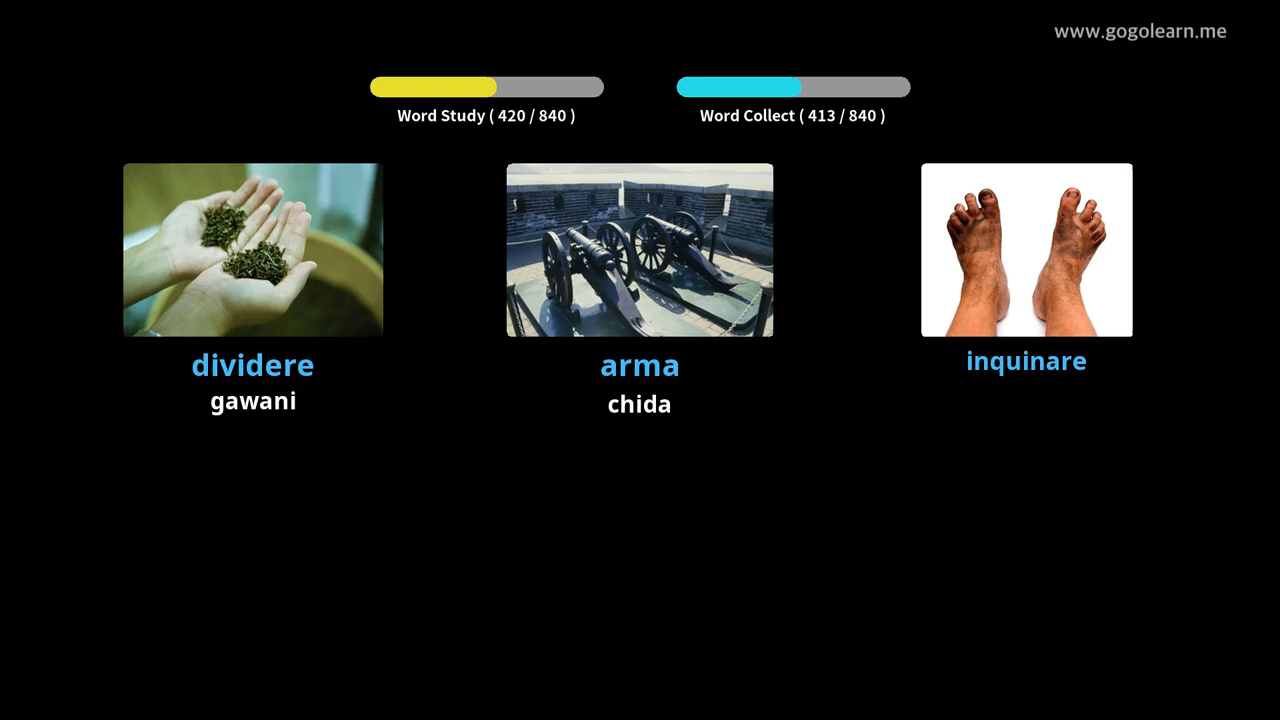 www.gogolearn.me
Word Study ( 420 / 840 )
Word Collect ( 413 / 840 )
dividere
gawani
arma
chida
inquinare